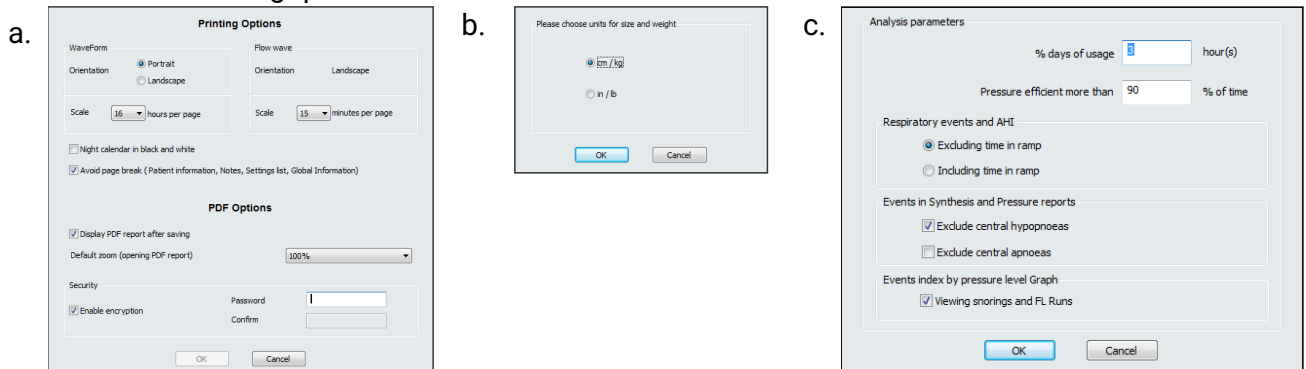 a.
Printing Options
WaveForm
Orientation
Portrait
Landscape
Flow wave
Orientation Landscape
Scale 16 hours per page
Scale 15 minutes per page
Night calendar in black and white
Avoid page break ( Patient information, Notes, Settings list, Global Information)
PDF Options
Display PDF report after saving
Default zoom (opening PDF report) 100%
Security
Enable encryption
Password
Confirm
OK Cancel
b.
Please choose units for size and weight
cm / kg
in / lb
OK Cancel
c.
Analysis parameters
% days of usage 3 hour(s)
Pressure efficient more than 90 % of time
Respiratory events and AHI
Excluding time in ramp
Including time in ramp
Events in Synthesis and Pressure reports
Exclude central hypopnoeas
Exclude central apnoeas
Events index by pressure level Graph
Viewing snorings and FL Runs
OK Cancel